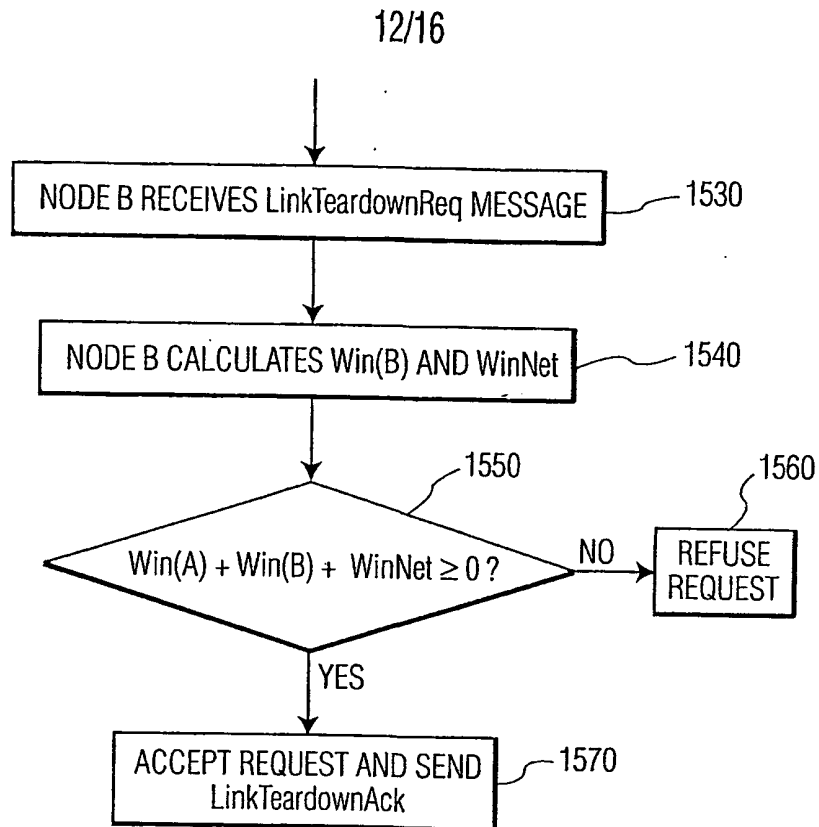 12/16
NODE B RECEIVES LinkTeardownReq MESSAGE
1530
NODE B CALCULATES Win(B) AND WinNet
1540
1550
1560
Win(A) + Win(B) + WinNet ≥ 0 ?
NO
REFUSE
REQUEST
YES
ACCEPT REQUEST AND SEND
LinkTeardownAck
1570